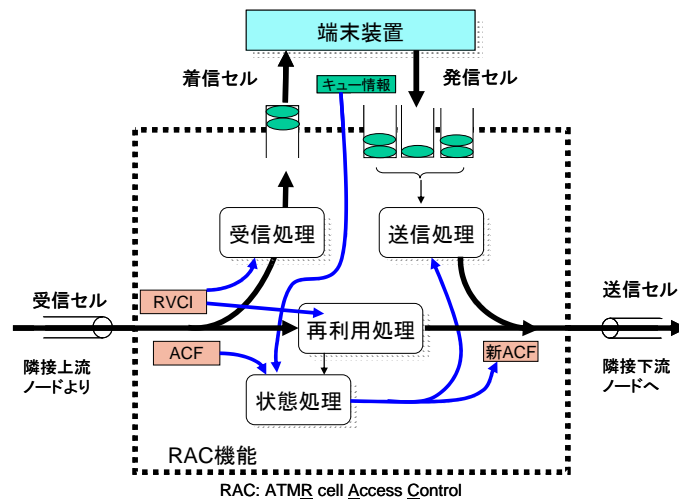 端末装置
着信セル
キュー情報
発信セル
受信処理
送信処理
受信セル
RVCI
送信セル
再利用処理
隣接上流
ノードより
ACF
新ACF
隣接下流
ノードへ
状態処理
RAC機能
RAC: ATMR cell Access Control